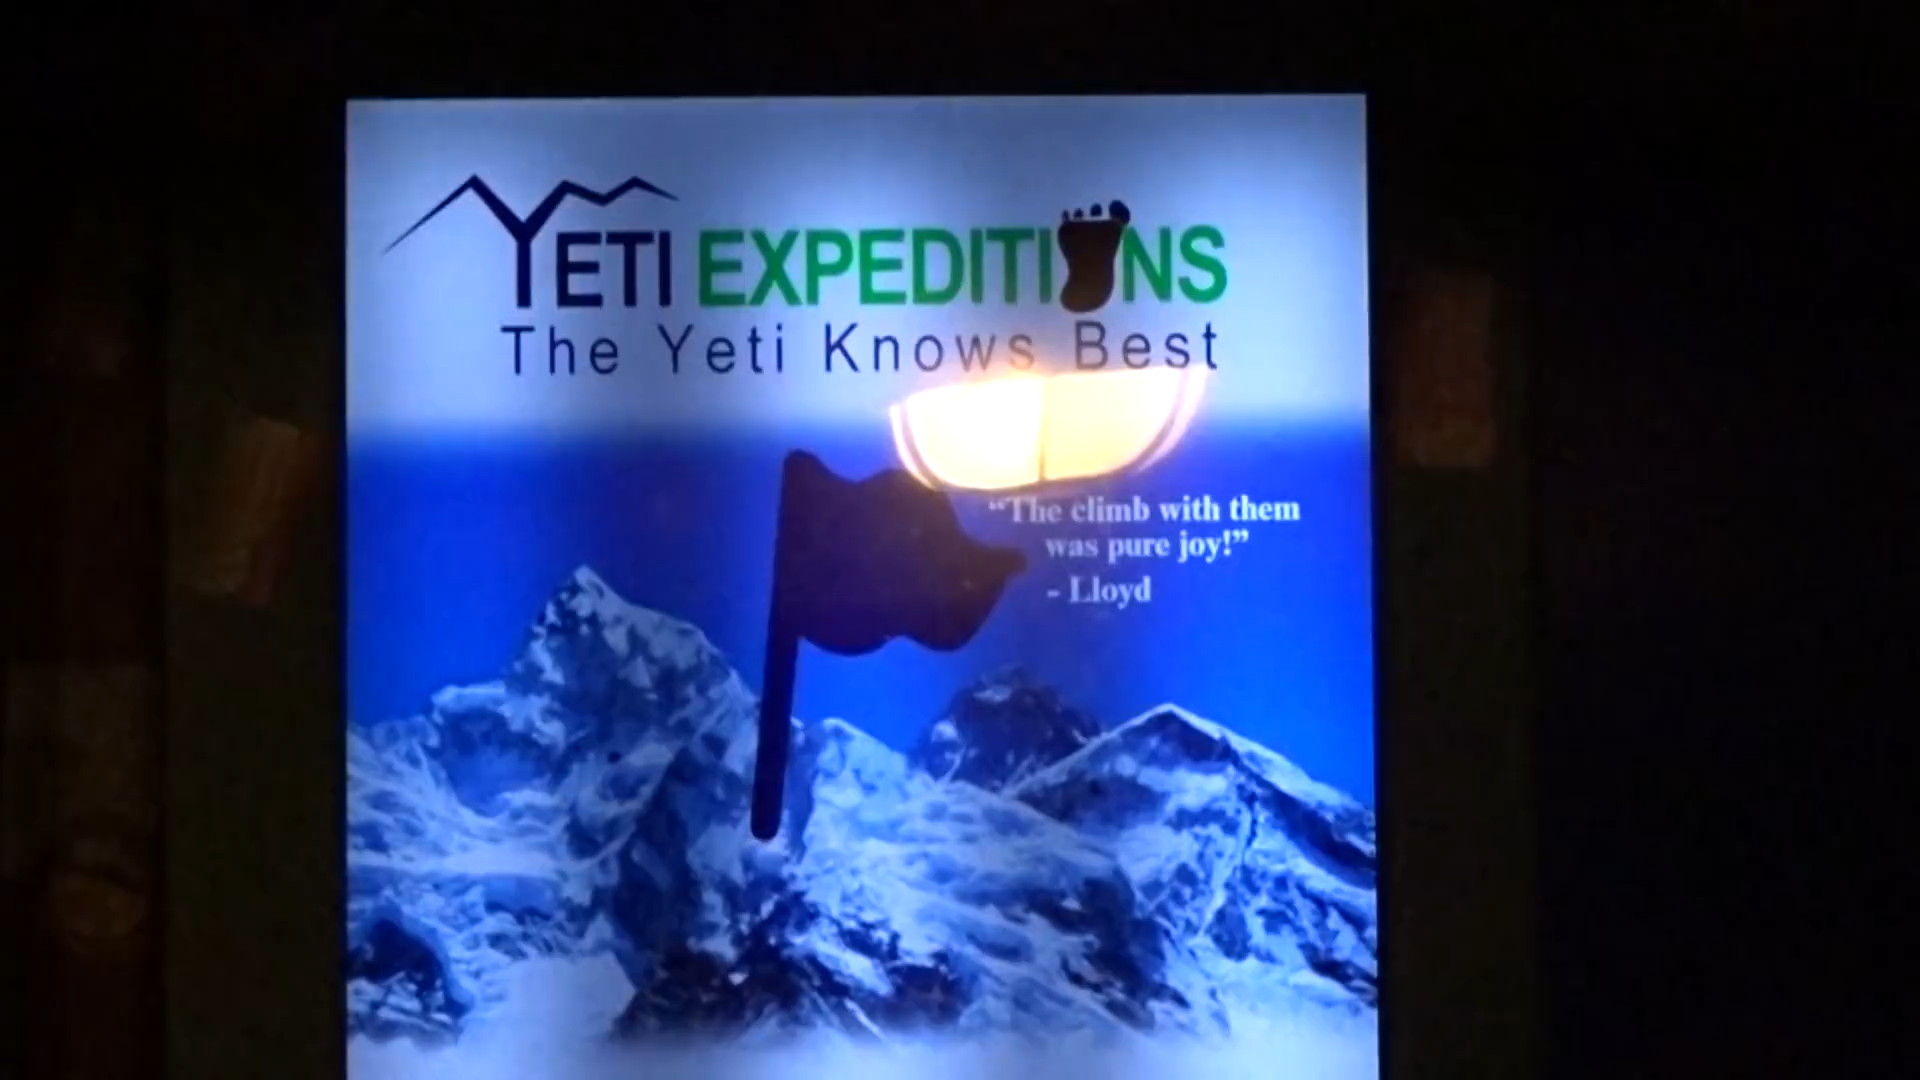 YETI EXPEDITIONS
The Yeti Knows Best
“The climb with them
was pure joy!”
- Lloyd